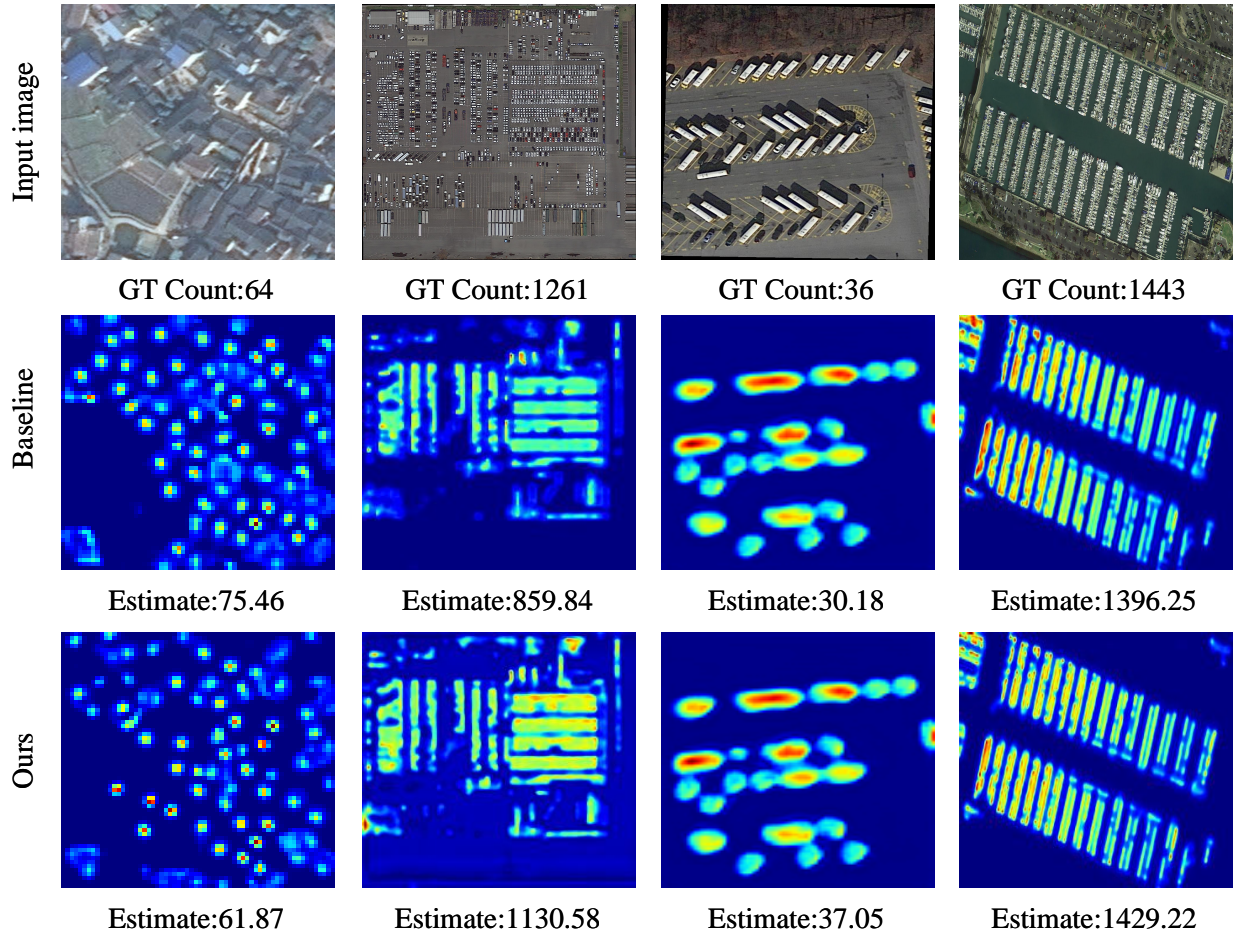 Input image
GT Count:64
GT Count:1261
GT Count:36
GT Count:1443
Baseline
Estimate:75.46
Estimate:859.84
Estimate:30.18
Estimate:1396.25
Ours
Estimate:61.87
Estimate:1130.58
Estimate:37.05
Estimate:1429.22